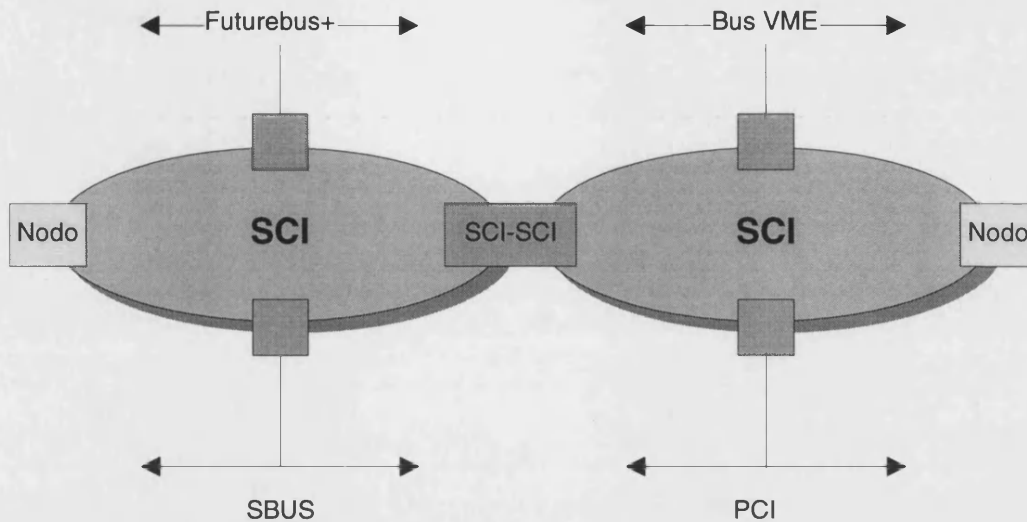 Futurebus+
Bus VME
Nodo
SCI
SCI-SCI
SCI
Nodo
SBUS
PCI